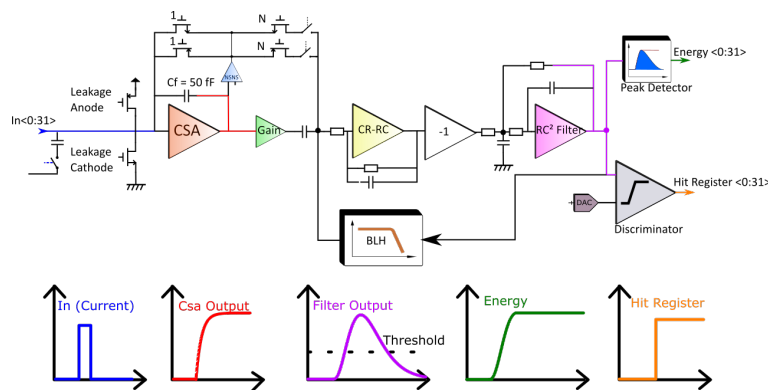 1
N
1
N
NSNS
Cf = 50 fF
Leakage
Anode
In<0:31>
CSA
Gain
CR-RC
-1
RC² Filter
Energy <0:31>
Peak Detector
Leakage
Cathode
Hit Register <0:31>
DAC
Discriminator
BLH
In (Current)
Csa Output
Filter Output
Threshold
Energy
Hit Register